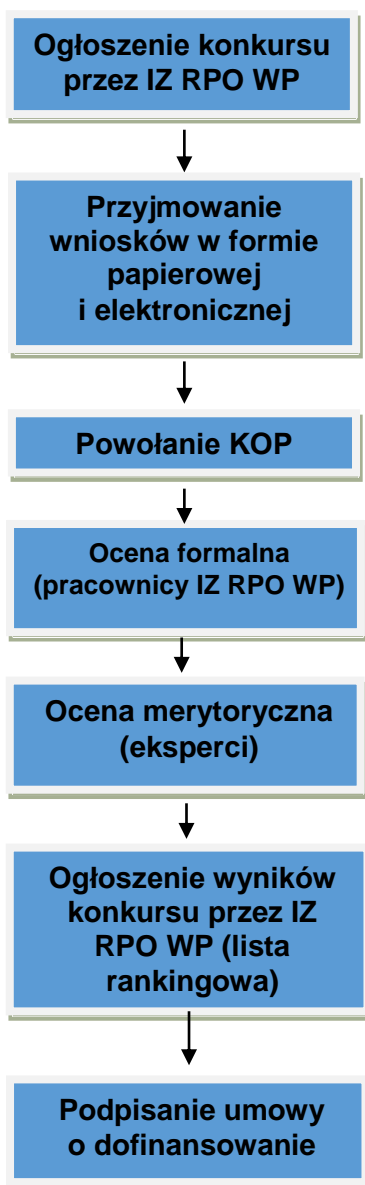 Ogłoszenie konkursu
przez IZ RPO WP
Przyjmowanie
wniosków w formie
papierowej
i elektronicznej
Powołanie KOP
Ocena formalna
(pracownicy IZ RPO WP)
Ocena merytoryczna
(eksperci)
Ogłoszenie wyników
konkursu przez IZ
RPO WP (lista
rankingowa)
Podpisanie umowy
o dofinansowanie